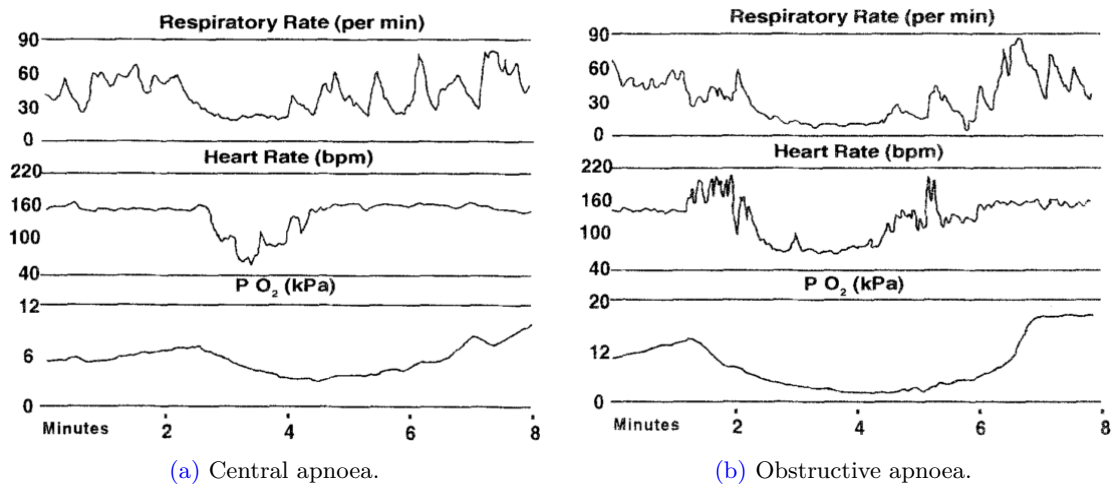 Respiratory Rate (per min)
90
60
30
0
Heart Rate (bpm)
220
160
100
40
P O₂ (kPa)
12
6
0
Minutes 2 4 6 8
(a) Central apnoea.
Respiratory Rate (per min)
90
60
30
0
Heart Rate (bpm)
220
160
100
40
P O₂ (kPa)
20
12
0
Minutes 2 4 6 8
(b) Obstructive apnoea.